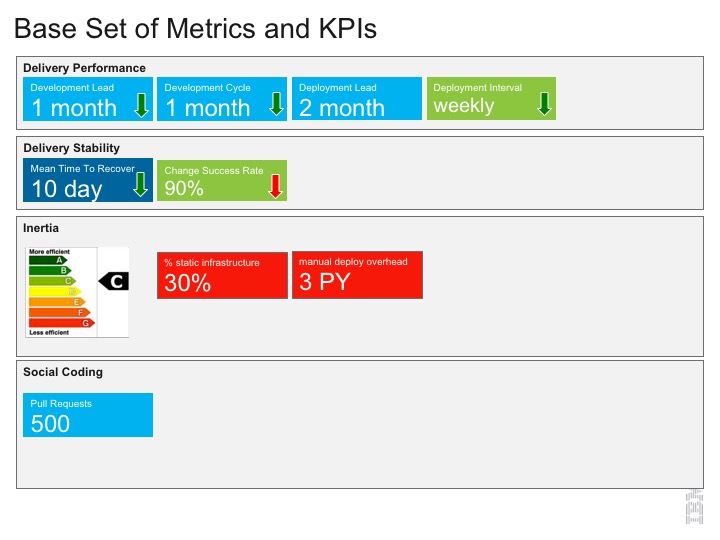 Base Set of Metrics and KPIs
Delivery Performance
Development Lead
1 month
Development Cycle
1 month
Deployment Lead
2 month
Deployment Interval
weekly
Delivery Stability
Mean Time To Recover
10 day
Change Success Rate
90%
Inertia
More efficient
A
B
C
D
E
F
G
Less efficient
C
% static infrastructure
30%
manual deploy overhead
3 PY
Social Coding
Pull Requests
500
IBM